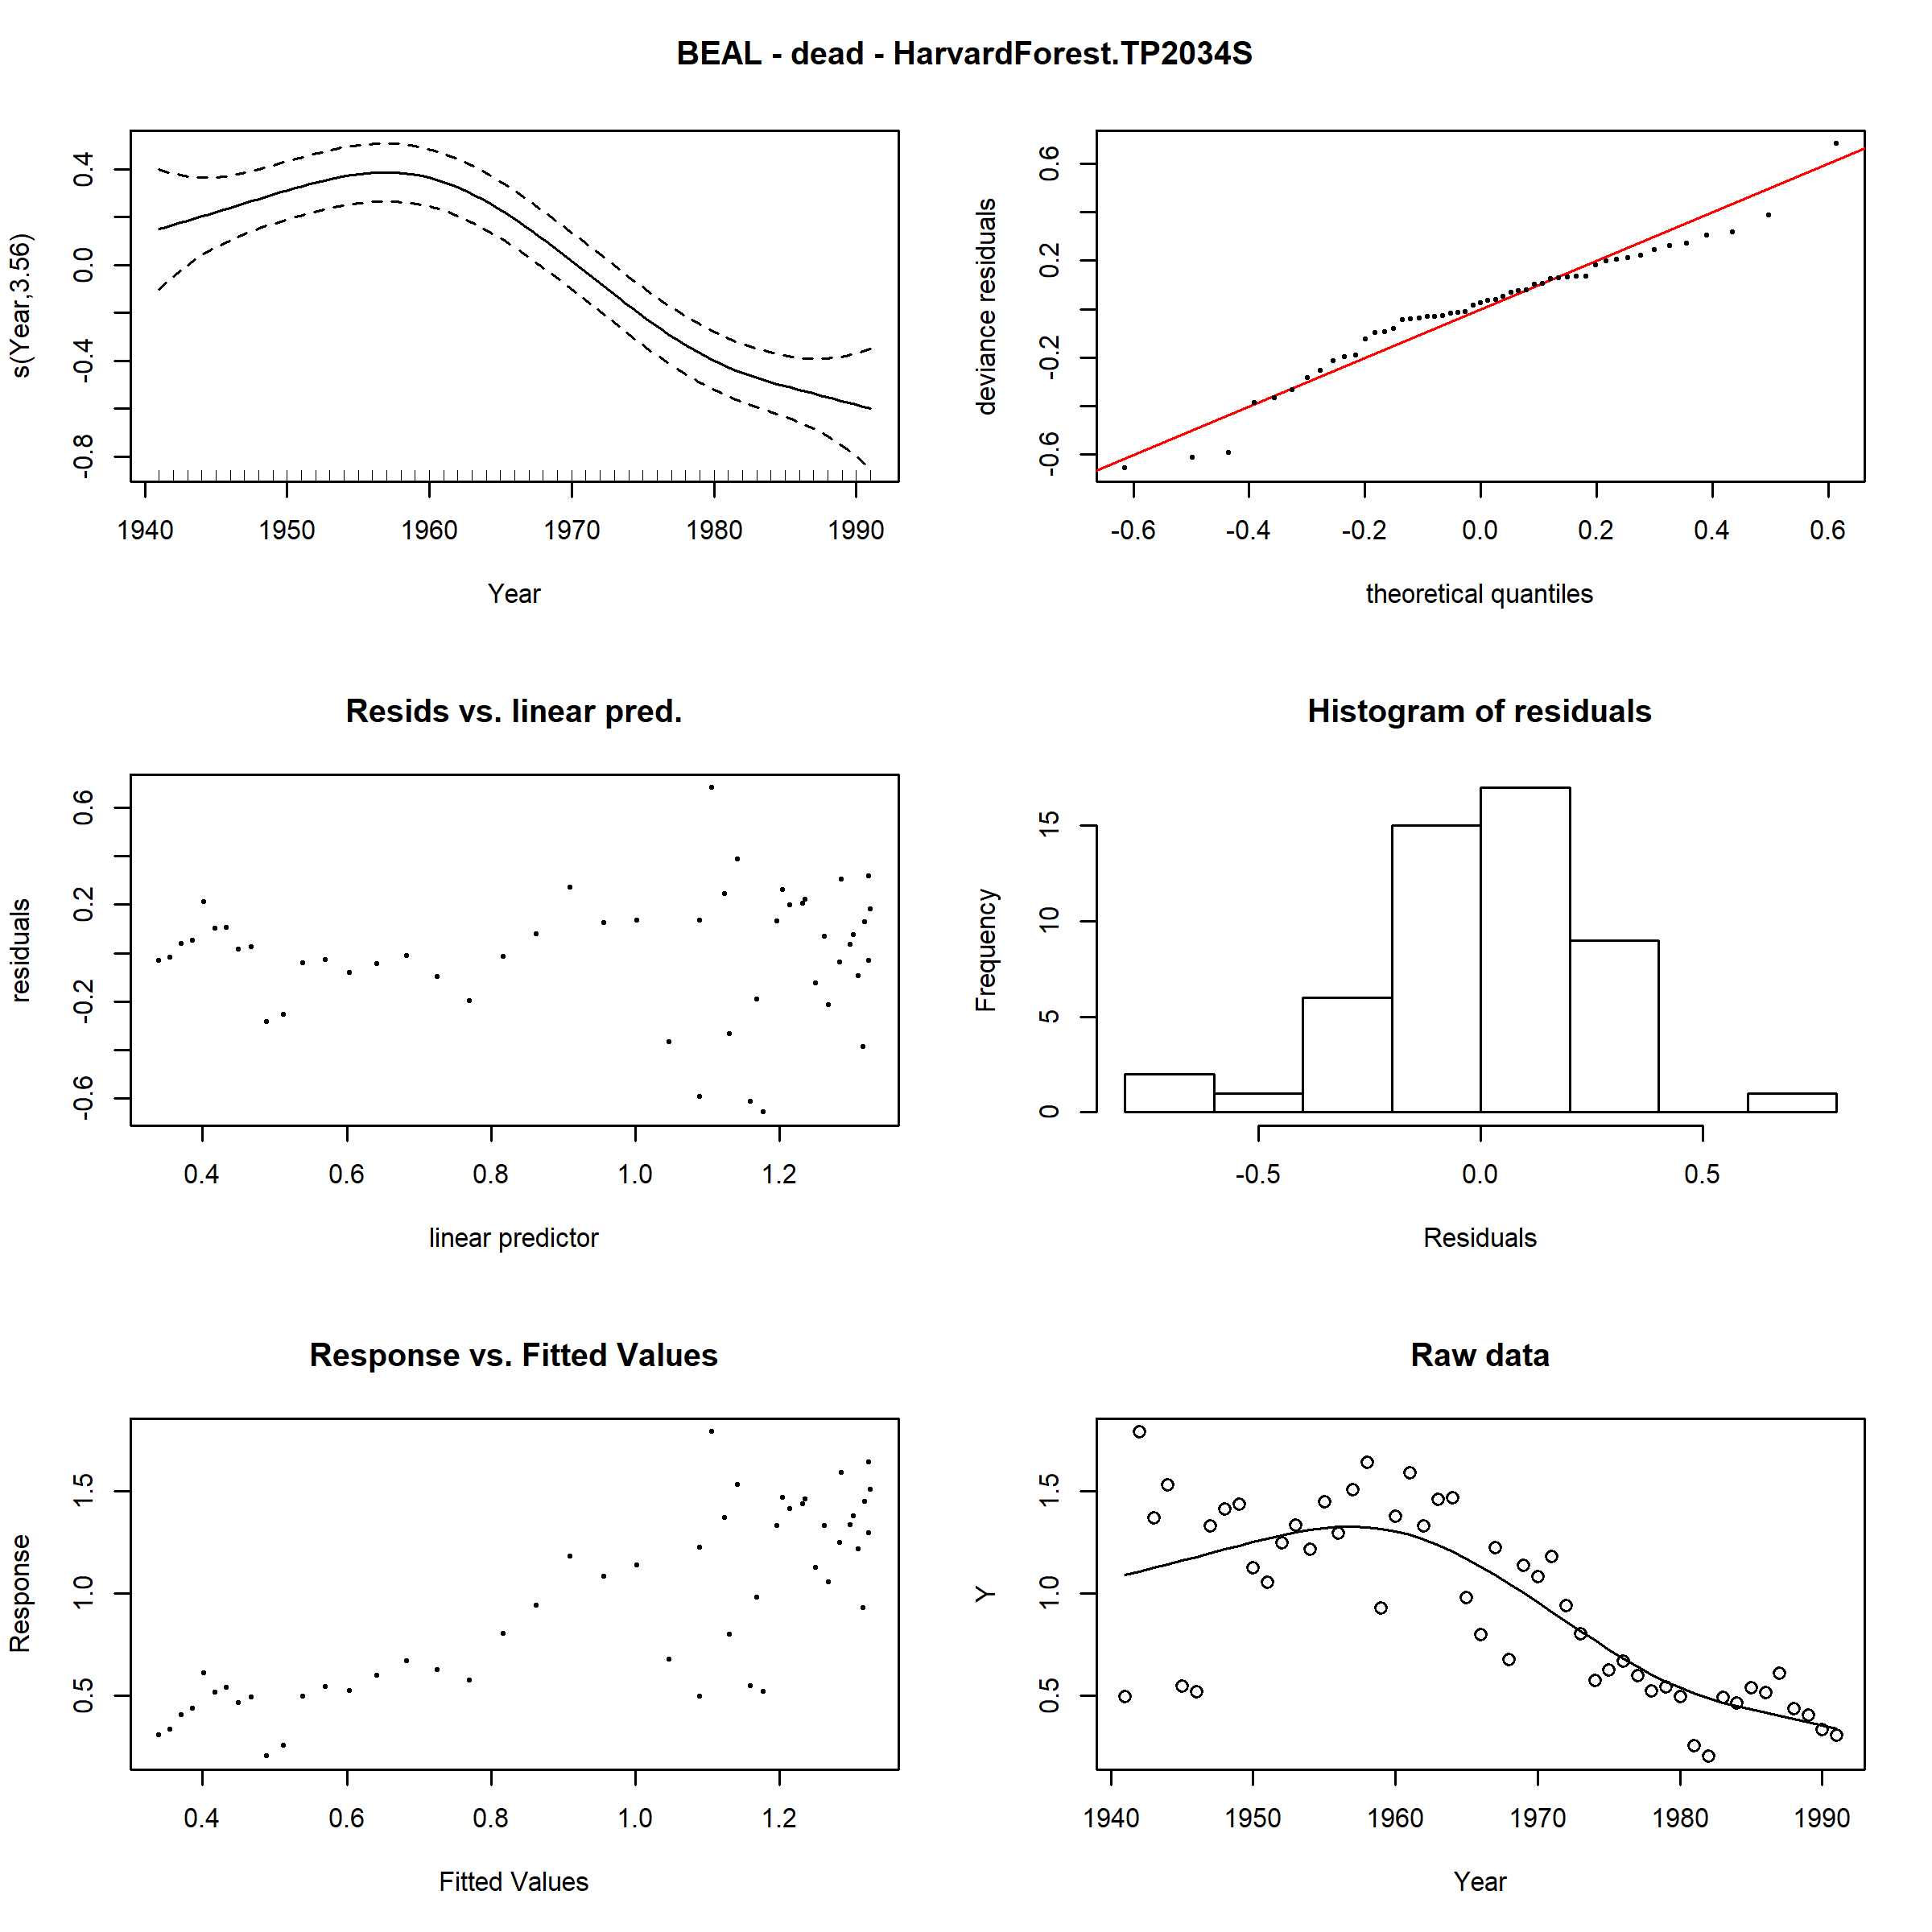 BEAL - dead - HarvardForest.TP2034S
s(Year,3.56)
0.4
0.0
-0.4
-0.8
1940 1950 1960 1970 1980 1990
Year
deviance residuals
0.6
0.2
-0.2
-0.6
-0.6 -0.4 -0.2 0.0 0.2 0.4 0.6
theoretical quantiles
Resids vs. linear pred.
residuals
0.6
0.2
-0.2
-0.6
0.4 0.6 0.8 1.0 1.2
linear predictor
Histogram of residuals
Frequency
15
10
5
0
-0.5 0.0 0.5
Residuals
Response vs. Fitted Values
Response
1.5
1.0
0.5
0.4 0.6 0.8 1.0 1.2
Fitted Values
Raw data
Y
1.5
1.0
0.5
1940 1950 1960 1970 1980 1990
Year